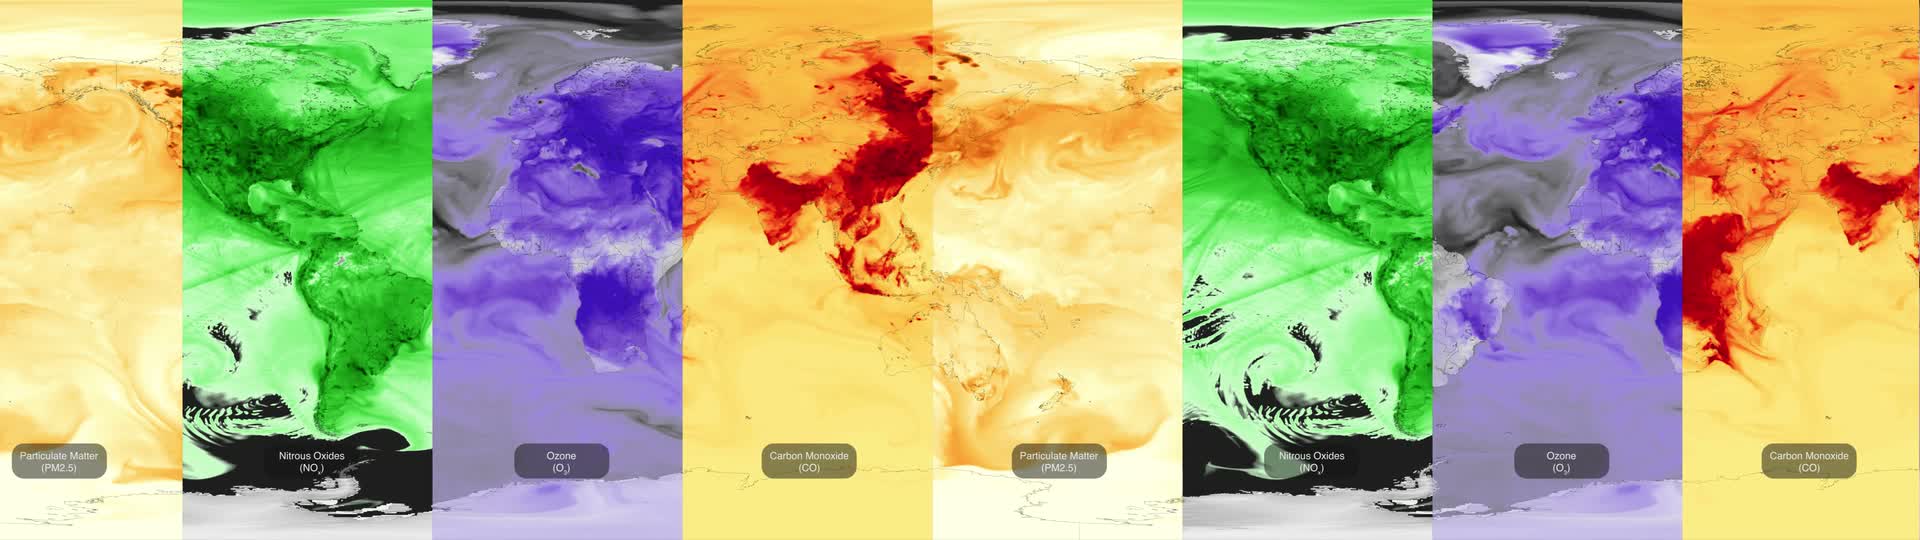 Particulate Matter
(PM2.5)
Nitrous Oxides
(NOₓ)
Ozone
(O₃)
Carbon Monoxide
(CO)
Particulate Matter
(PM2.5)
Nitrous Oxides
(NOₓ)
Ozone
(O₃)
Carbon Monoxide
(CO)